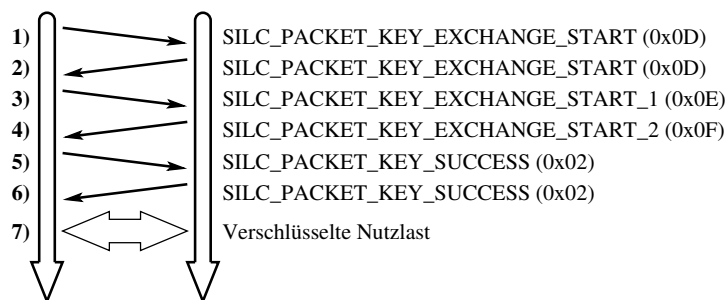 1) SILC_PACKET_KEY_EXCHANGE_START (0x0D)
2) SILC_PACKET_KEY_EXCHANGE_START (0x0D)
3) SILC_PACKET_KEY_EXCHANGE_START_1 (0x0E)
4) SILC_PACKET_KEY_EXCHANGE_START_2 (0x0F)
5) SILC_PACKET_KEY_SUCCESS (0x02)
6) SILC_PACKET_KEY_SUCCESS (0x02)
7) Verschlüsselte Nutzlast